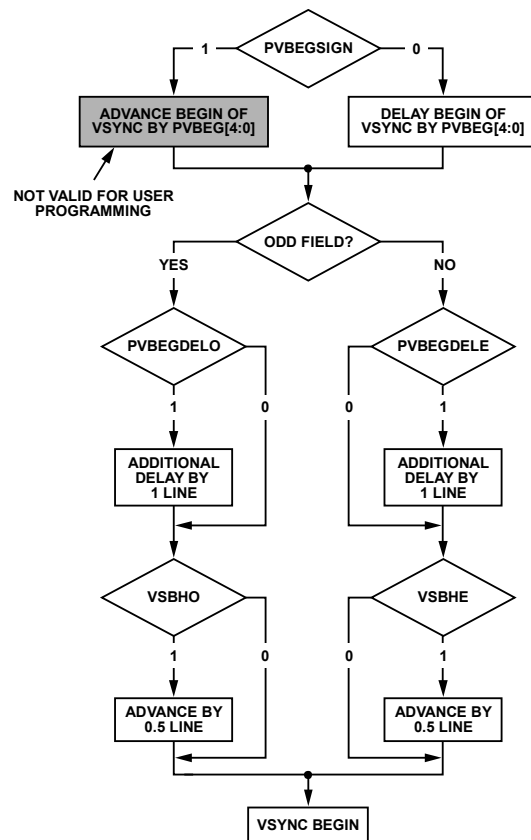 PVBEGSIGN
1
0
ADVANCE BEGIN OF
VSYNC BY PVBEG[4:0]
DELAY BEGIN OF
VSYNC BY PVBEG[4:0]
NOT VALID FOR USER
PROGRAMMING
ODD FIELD?
YES
NO
PVBEGDELO
PVBEGDELE
1
0
0
1
ADDITIONAL
DELAY BY
1 LINE
ADDITIONAL
DELAY BY
1 LINE
VSBHO
VSBHE
1
0
0
1
ADVANCE BY
0.5 LINE
ADVANCE BY
0.5 LINE
VSYNC BEGIN